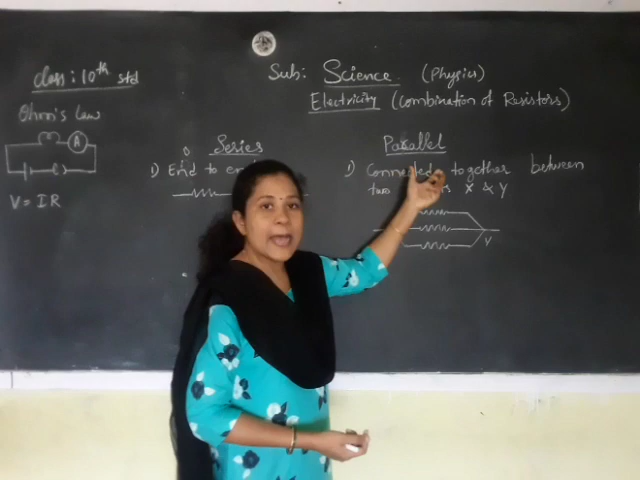 class: 10th std
Sub: Science (Physics)
Electricity (Combination of Resistors)
Ohm's Law
A
V = IR
Series
1) End to
Parallel
1) Connected together between
two X & Y
Y